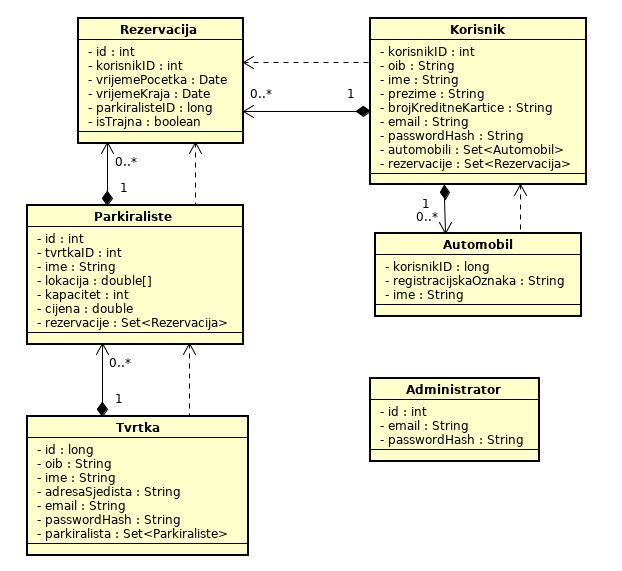 Rezervacija
- id : int
- korisnikID : int
- vrijemePocetka : Date
- vrijemeKraja : Date
- parkiralisteID : long
- isTrajna : boolean
Korisnik
- korisnikID : int
- oib : String
- ime : String
- prezime : String
- brojKreditneKartice : String
- email : String
- passwordHash : String
- automobili : Set<Automobil>
- rezervacije : Set<Rezervacija>
0..*
1
0..*
1
1
0..*
Parkiraliste
- id : int
- tvrtkaID : int
- ime : String
- lokacija : double[]
- kapacitet : int
- cijena : double
- rezervacije : Set<Rezervacija>
Automobil
- korisnikID : long
- registracijskaOznaka : String
- ime : String
0..*
1
Administrator
- id : int
- email : String
- passwordHash : String
Tvrtka
- id : long
- oib : String
- ime : String
- adresaSjedista : String
- email : String
- passwordHash : String
- parkiralista : Set<Parkiraliste>